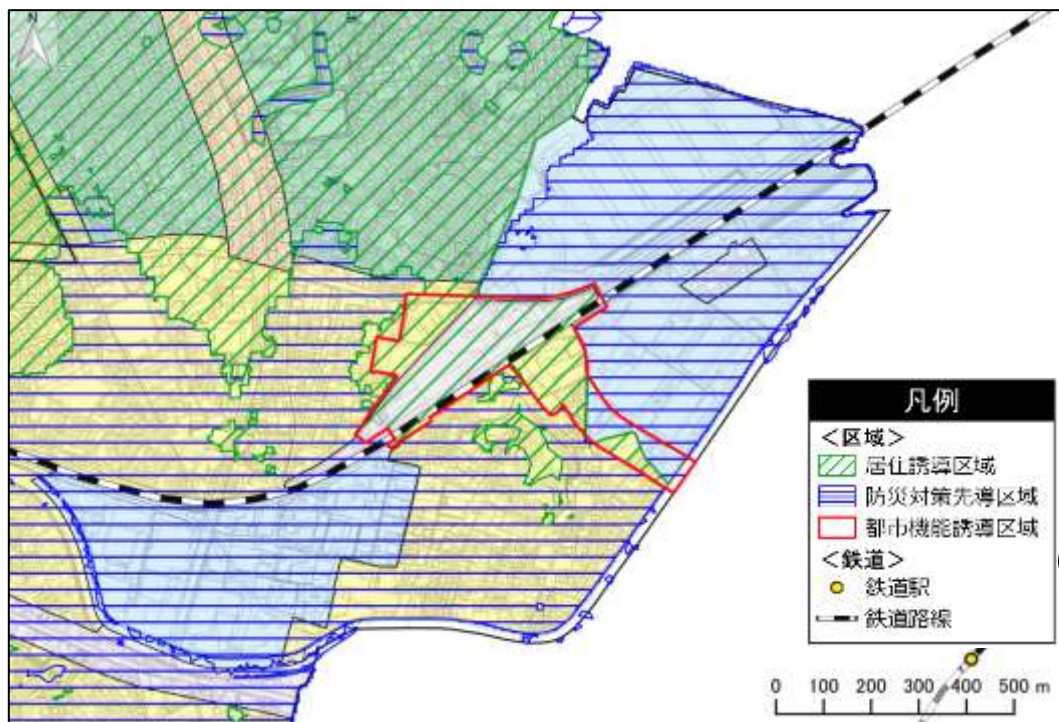 N
凡例
<区域>
居住誘導区域
防災対策先導区域
都市機能誘導区域
<鉄道>
鉄道駅
鉄道路線
0 100 200 300 400 500 m